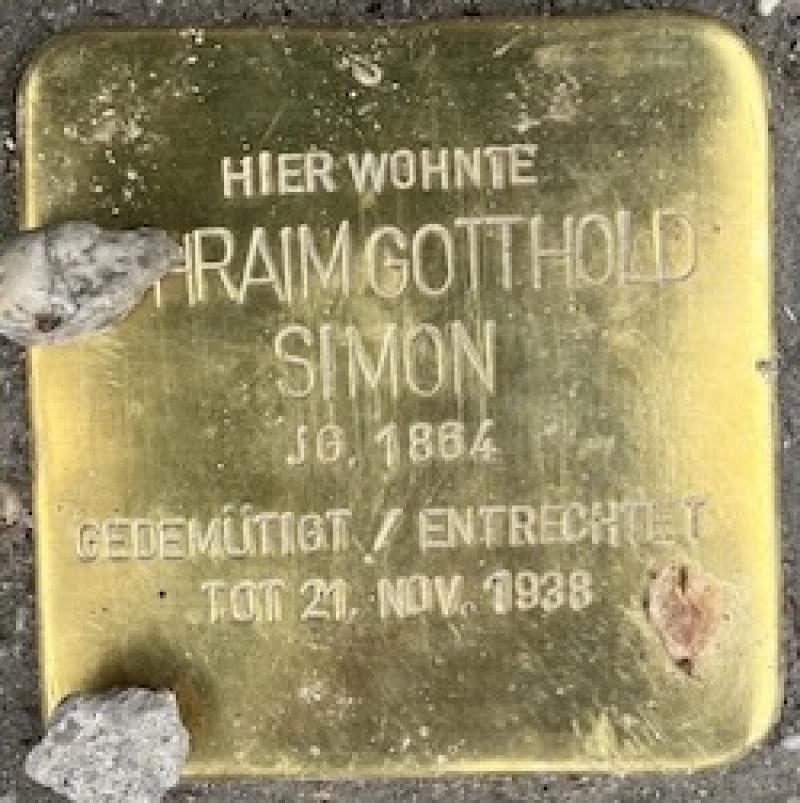 HIER WOHNTE
HRAIM GOTTHOLD
SIMON
JG. 1864
GEDEMÜTIGT / ENTRECHTET
TOT 21. NOV. 1938